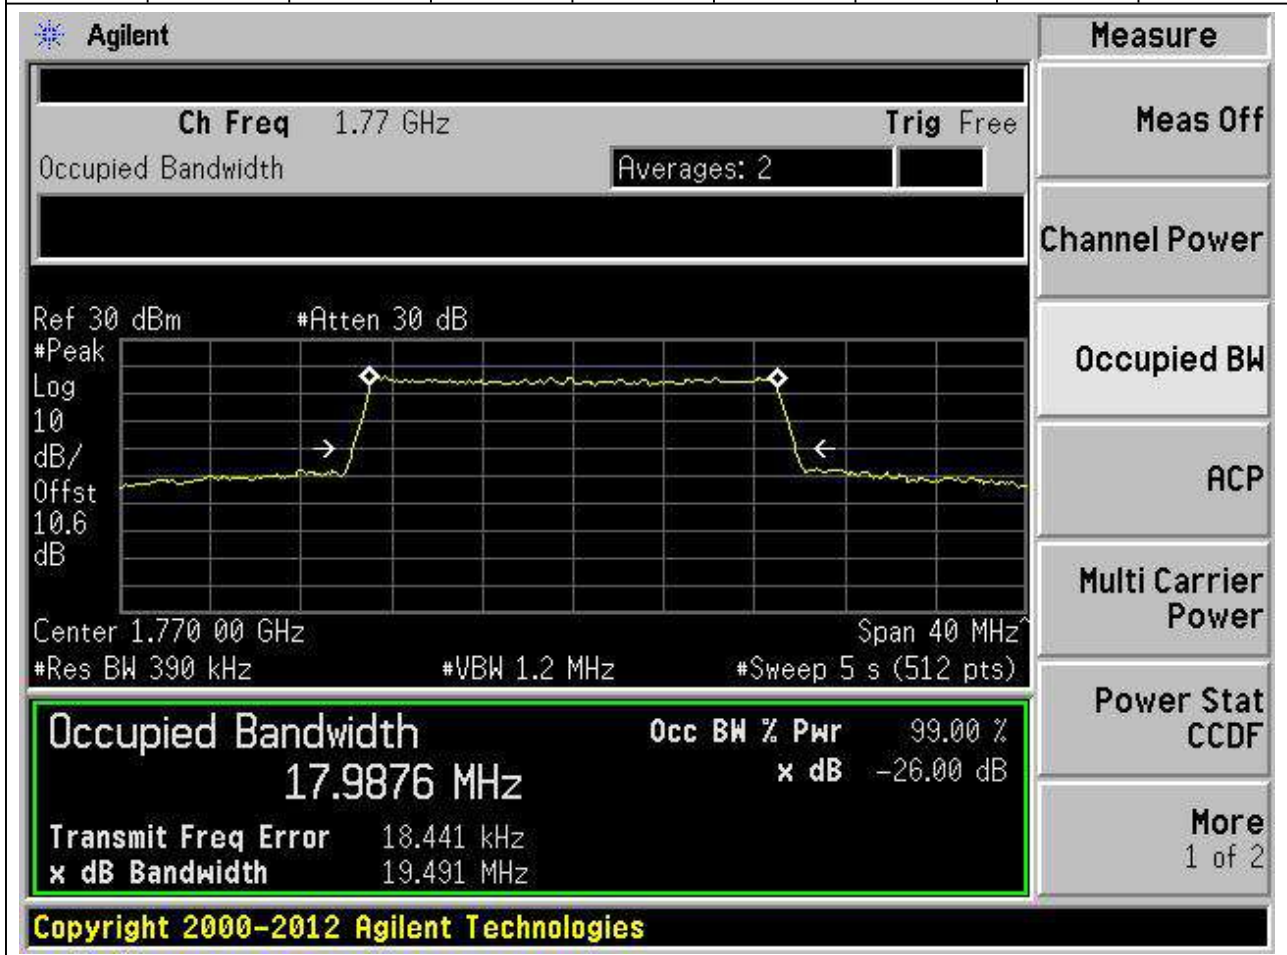 Agilent
Measure
Ch Freq 1.77 GHz Trig Free
Meas Off
Occupied Bandwidth Averages: 2
Channel Power
Ref 30 dBm #Atten 30 dB
#Peak
Log
10
dB/
Offst
10.6
dB
Occupied BW
ACP
Center 1.770 00 GHz Span 40 MHz^
#Res BW 390 kHz #VBW 1.2 MHz #Sweep 5 s (512 pts)
Multi Carrier
Power
Occupied Bandwidth Occ BW % Pwr 99.00 %
17.9876 MHz x dB -26.00 dB
Power Stat
CCDF
Transmit Freq Error 18.441 kHz
x dB Bandwidth 19.491 MHz
More
1 of 2
Copyright 2000-2012 Agilent Technologies